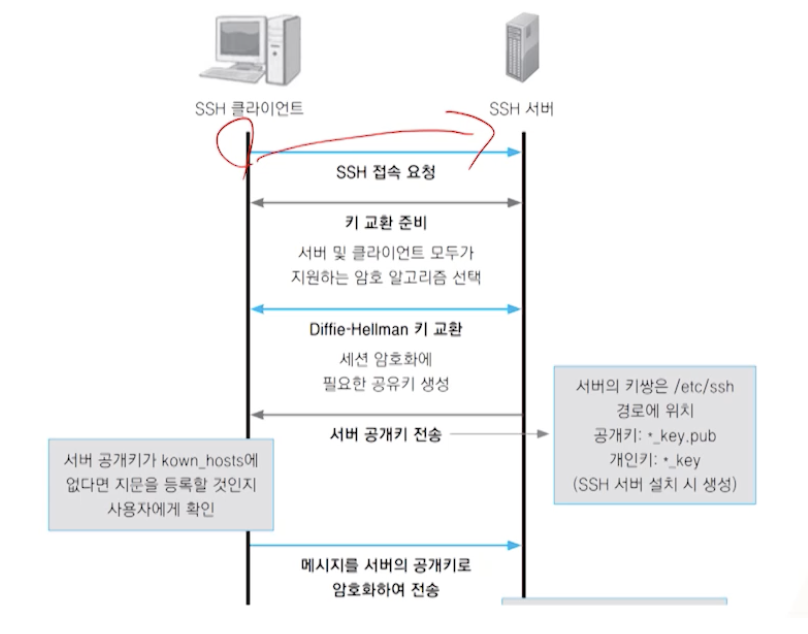 SSH 클라이언트
SSH 서버
SSH 접속 요청
키 교환 준비
서버 및 클라이언트 모두가
지원하는 암호 알고리즘 선택
Diffie-Hellman 키 교환
세션 암호화에
필요한 공유키 생성
서버 공개키 전송
서버의 키쌍은 /etc/ssh
경로에 위치
공개키: *_key.pub
개인키: *_key
(SSH 서버 설치 시 생성)
서버 공개키가 kown_hosts에
없다면 지문을 등록할 것인지
사용자에게 확인
메시지를 서버의 공개키로
암호화하여 전송